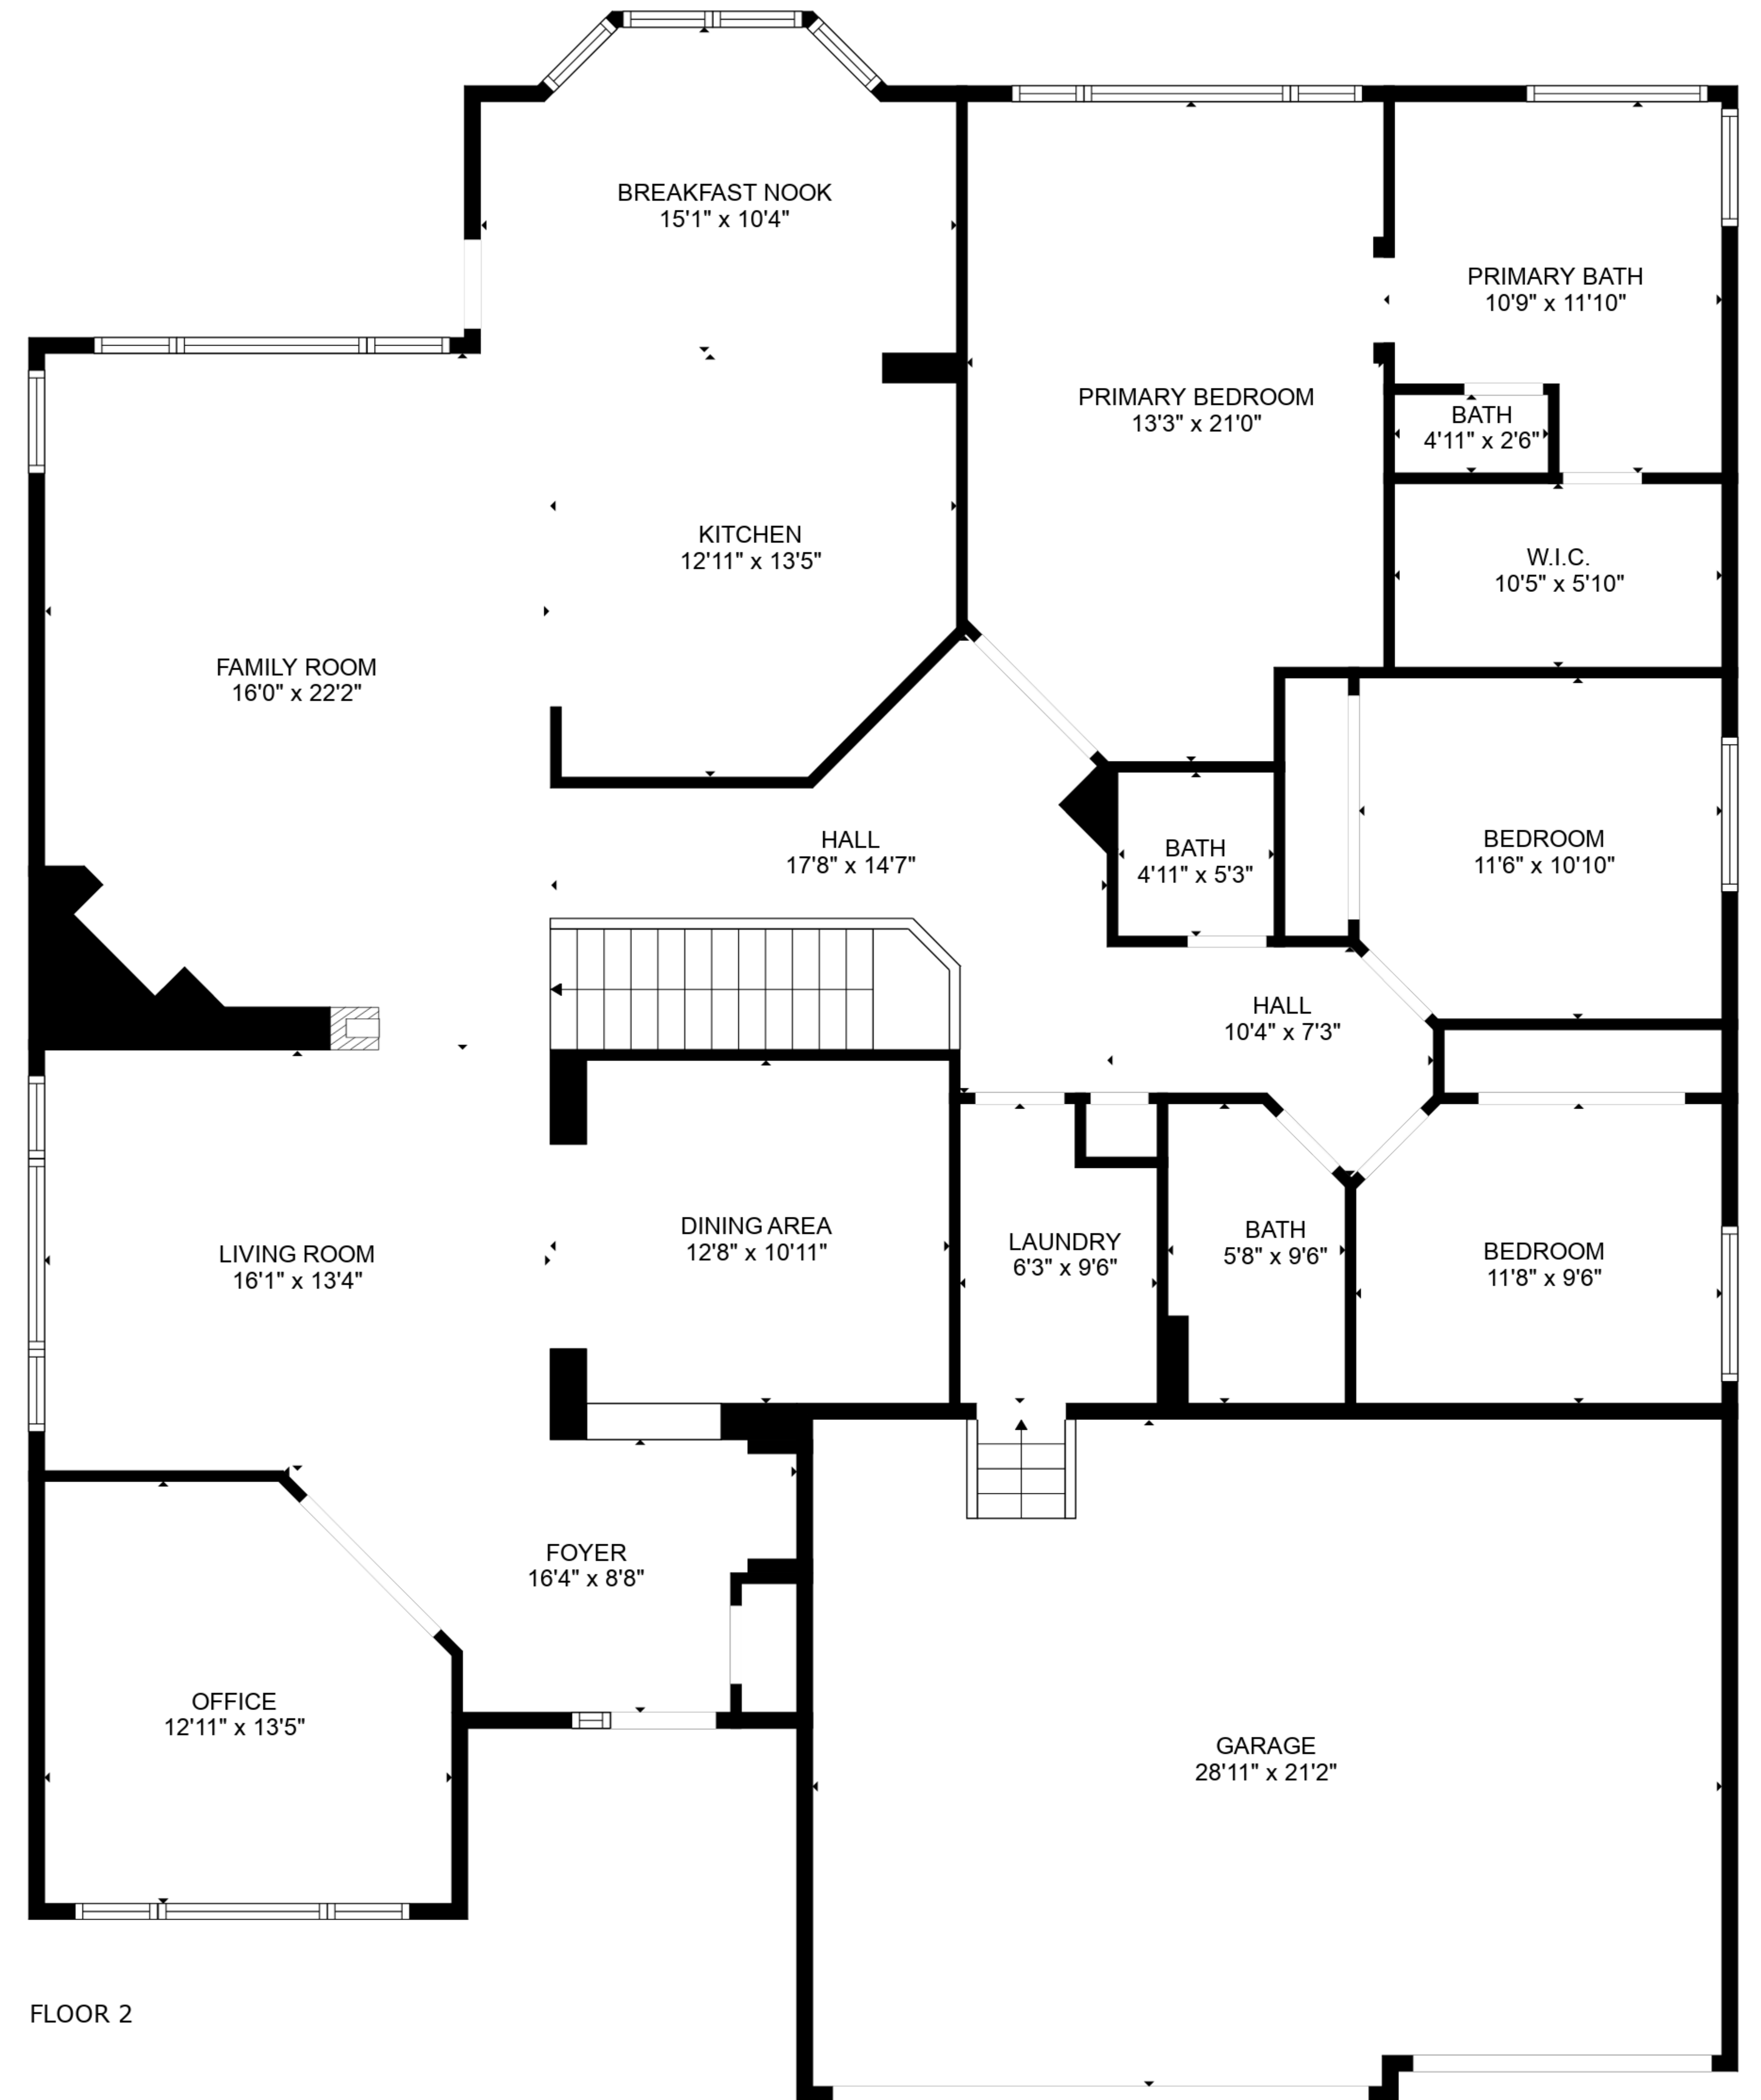 BREAKFAST NOOK
15'1" x 10'4"
PRIMARY BATH
10'9" x 11'10"
PRIMARY BEDROOM
13'3" x 21'0"
BATH
4'11" x 2'6"
KITCHEN
12'11" x 13'5"
W.I.C.
10'5" x 5'10"
FAMILY ROOM
16'0" x 22'2"
HALL
17'8" x 14'7"
BATH
4'11" x 5'3"
BEDROOM
11'6" x 10'10"
HALL
10'4" x 7'3"
LIVING ROOM
16'1" x 13'4"
DINING AREA
12'8" x 10'11"
LAUNDRY
6'3" x 9'6"
BATH
5'8" x 9'6"
BEDROOM
11'8" x 9'6"
FOYER
16'4" x 8'8"
OFFICE
12'11" x 13'5"
GARAGE
28'11" x 21'2"
FLOOR 2